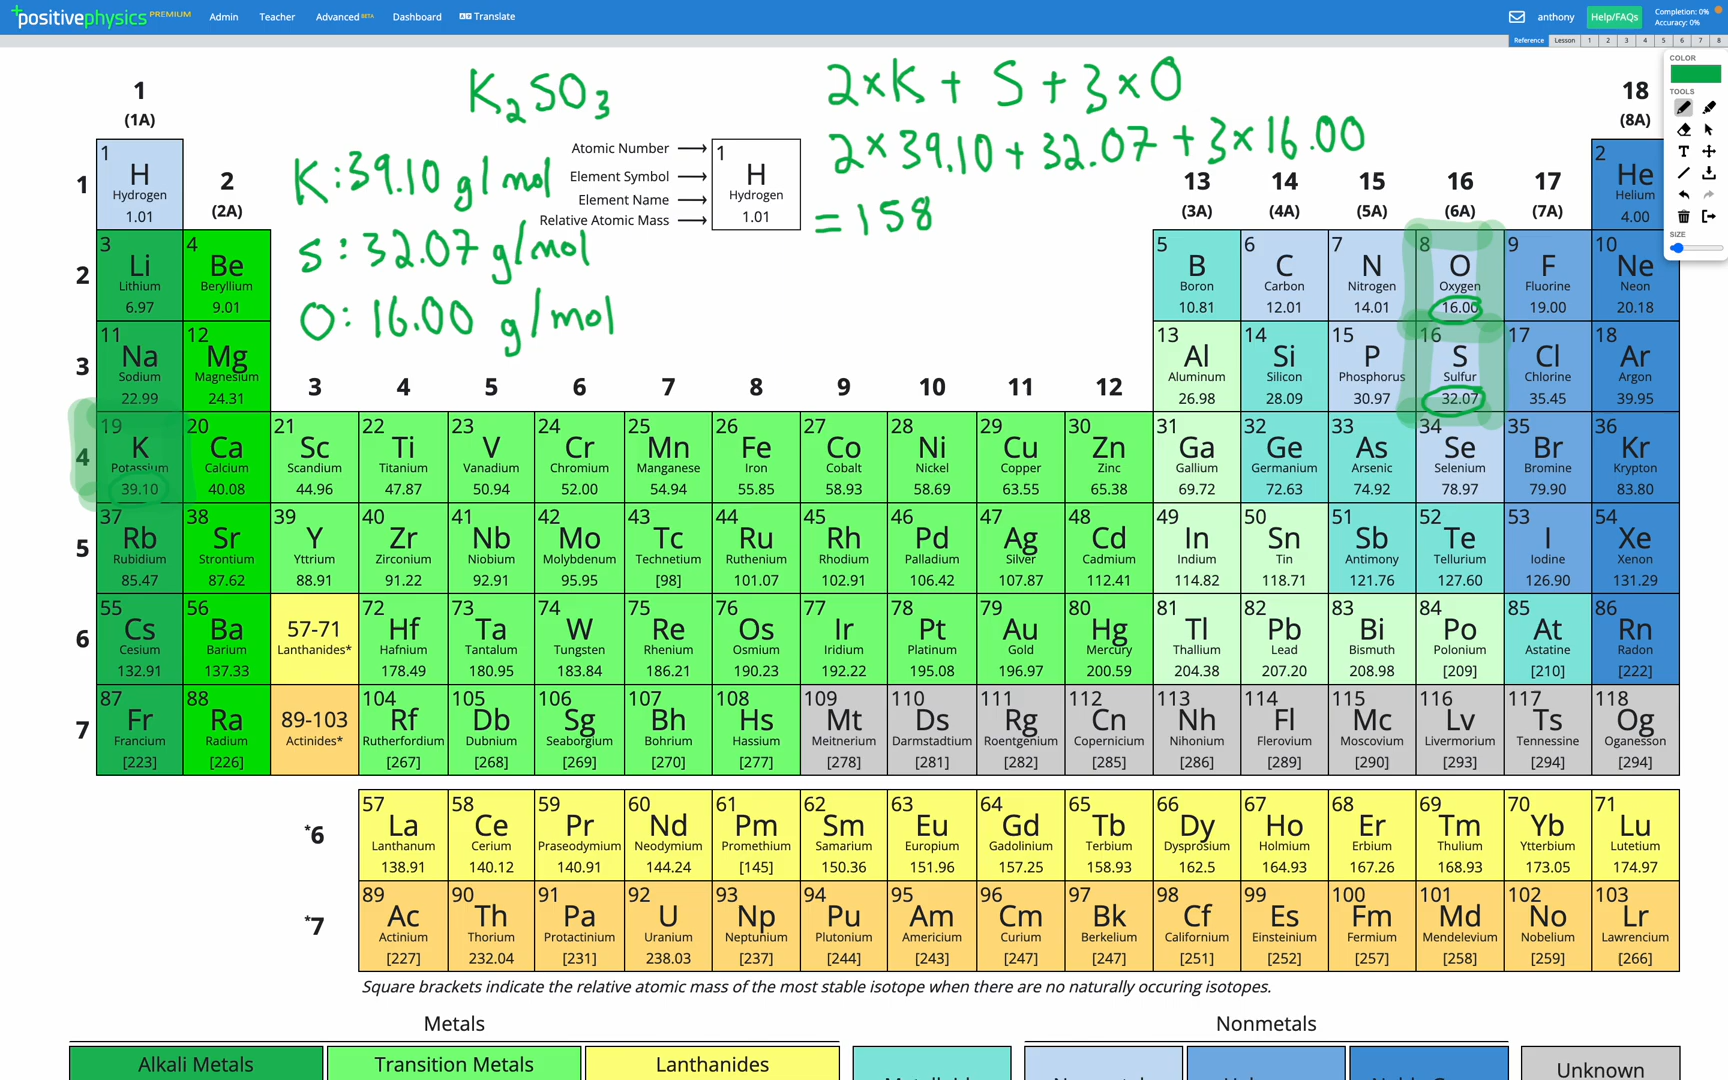 positivephysics PREMIUM Admin Teacher Advanced BETA Dashboard Translate anthony Help/FAQs Completion: 0%
Accuracy: 0%
Reference Lesson 1 2 3 4 5 6 7 8
COLOR
TOOLS
SIZE
K2SO3
2×K + S + 3×O
2×39.10 + 32.07 + 3×16.00
= 158
K: 39.10 g/mol
S: 32.07 g/mol
O: 16.00 g/mol
Atomic Number
Element Symbol
Element Name
Relative Atomic Mass
1 H Hydrogen 1.01
1 (1A)
2 (2A)
3 4 5 6 7 8 9 10 11 12
13 (3A)
14 (4A)
15 (5A)
16 (6A)
17
(7A)
18 (8A)
1
1 H Hydrogen 1.01
2 He Helium 4.00
2
3 Li Lithium 6.97
4 Be Beryllium 9.01
5 B Boron 10.81
6 C Carbon 12.01
7 N Nitrogen 14.01
8 O Oxygen 16.00
9 F Fluorine 19.00
10 Ne Neon 20.18
3
11 Na Sodium 22.99
12 Mg Magnesium 24.31
13 Al Aluminum 26.98
14 Si Silicon 28.09
15 P Phosphorus 30.97
16 S Sulfur 32.07
17 Cl Chlorine 35.45
18 Ar Argon 39.95
4
19 K Potassium 39.10
20 Ca Calcium 40.08
21 Sc Scandium 44.96
22 Ti Titanium 47.87
23 V Vanadium 50.94
24 Cr Chromium 52.00
25 Mn Manganese 54.94
26 Fe Iron 55.85
27 Co Cobalt 58.93
28 Ni Nickel 58.69
29 Cu Copper 63.55
30 Zn Zinc 65.38
31 Ga Gallium 69.72
32 Ge Germanium 72.63
33 As Arsenic 74.92
34 Se Selenium 78.97
35 Br Bromine 79.90
36 Kr Krypton 83.80
5
37 Rb Rubidium 85.47
38 Sr Strontium 87.62
39 Y Yttrium 88.91
40 Zr Zirconium 91.22
41 Nb Niobium 92.91
42 Mo Molybdenum 95.95
43 Tc Technetium [98]
44 Ru Ruthenium 101.07
45 Rh Rhodium 102.91
46 Pd Palladium 106.42
47 Ag Silver 107.87
48 Cd Cadmium 112.41
49 In Indium 114.82
50 Sn Tin 118.71
51 Sb Antimony 121.76
52 Te Tellurium 127.60
53 I Iodine 126.90
54 Xe Xenon 131.29
6
55 Cs Cesium 132.91
56 Ba Barium 137.33
57-71 Lanthanides*
72 Hf Hafnium 178.49
73 Ta Tantalum 180.95
74 W Tungsten 183.84
75 Re Rhenium 186.21
76 Os Osmium 190.23
77 Ir Iridium 192.22
78 Pt Platinum 195.08
79 Au Gold 196.97
80 Hg Mercury 200.59
81 Tl Thallium 204.38
82 Pb Lead 207.20
83 Bi Bismuth 208.98
84 Po Polonium [209]
85 At Astatine [210]
86 Rn Radon [222]
7
87 Fr Francium [223]
88 Ra Radium [226]
89-103 Actinides*
104 Rf Rutherfordium [267]
105 Db Dubnium [268]
106 Sg Seaborgium [269]
107 Bh Bohrium [270]
108 Hs Hassium [277]
109 Mt Meitnerium [278]
110 Ds Darmstadtium [281]
111 Rg Roentgenium [282]
112 Cn Copernicium [285]
113 Nh Nihonium [286]
114 Fl Flerovium [289]
115 Mc Moscovium [290]
116 Lv Livermorium [293]
117 Ts Tennessine [294]
118 Og Oganesson [294]
*6
57 La Lanthanum 138.91
58 Ce Cerium 140.12
59 Pr Praseodymium 140.91
60 Nd Neodymium 144.24
61 Pm Promethium [145]
62 Sm Samarium 150.36
63 Eu Europium 151.96
64 Gd Gadolinium 157.25
65 Tb Terbium 158.93
66 Dy Dysprosium 162.5
67 Ho Holmium 164.93
68 Er Erbium 167.26
69 Tm Thulium 168.93
70 Yb Ytterbium 173.05
71 Lu Lutetium 174.97
*7
89 Ac Actinium [227]
90 Th Thorium 232.04
91 Pa Protactinium [231]
92 U Uranium 238.03
93 Np Neptunium [237]
94 Pu Plutonium [244]
95 Am Americium [243]
96 Cm Curium [247]
97 Bk Berkelium [247]
98 Cf Californium [251]
99 Es Einsteinium [252]
100 Fm Fermium [257]
101 Md Mendelevium [258]
102 No Nobelium [259]
103 Lr Lawrencium [266]
Square brackets indicate the relative atomic mass of the most stable isotope when there are no naturally occuring isotopes.
Metals Nonmetals
Alkali Metals Transition Metals Lanthanides Unknown